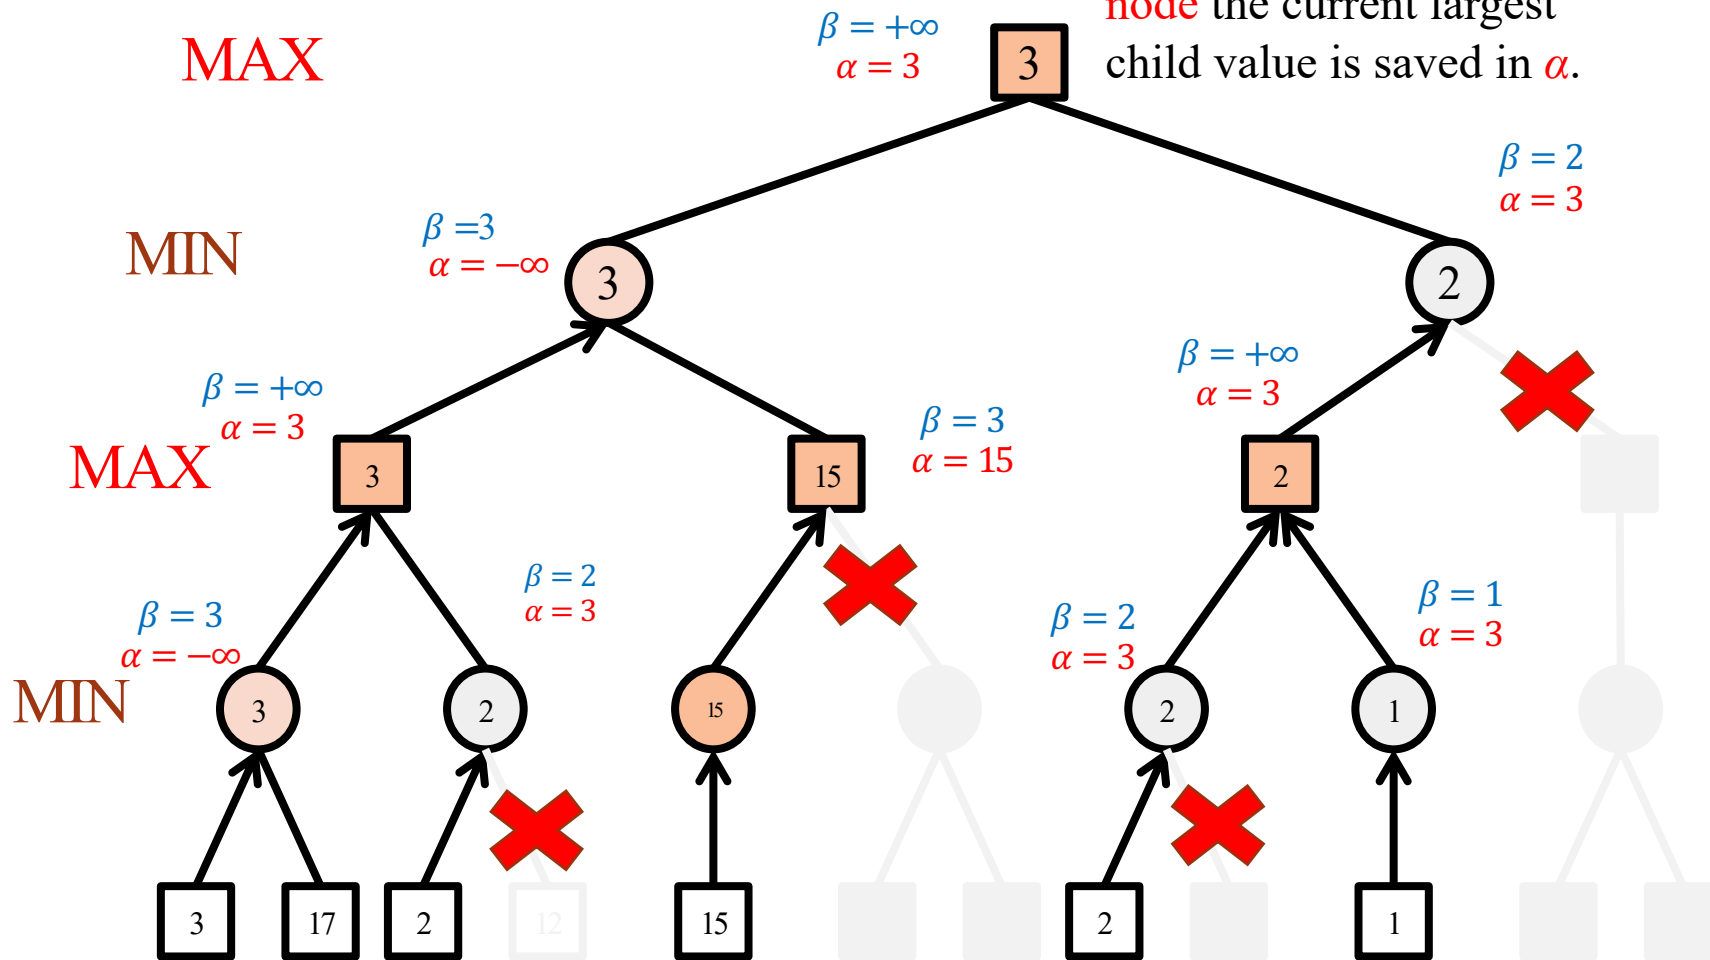 node the current largest
child value is saved in α.
MAX
β = +∞
α = 3
3
β = 2
α = 3
MIN
β =3
α = −∞
3
2
β = +∞
α = 3
β = +∞
α = 3
β = 3
α = 15
MAX
3
15
2
β = 2
α = 3
β = 3
α = −∞
β = 2
α = 3
β = 1
α = 3
MIN
3
2
15
2
1
3
17
2
12
15
2
1